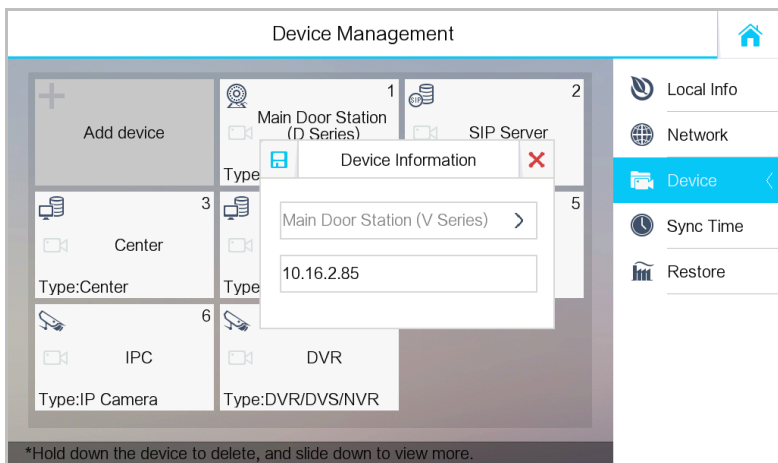 Device Management
Add device
1
Main Door Station
(D Series)
Type
SIP
2
SIP Server
3
Center
Type:Center
Type
5
6
IPC
Type:IP Camera
DVR
Type:DVR/DVS/NVR
Device Information
Main Door Station (V Series)
10.16.2.85
Local Info
Network
Device
Sync Time
Restore
*Hold down the device to delete, and slide down to view more.